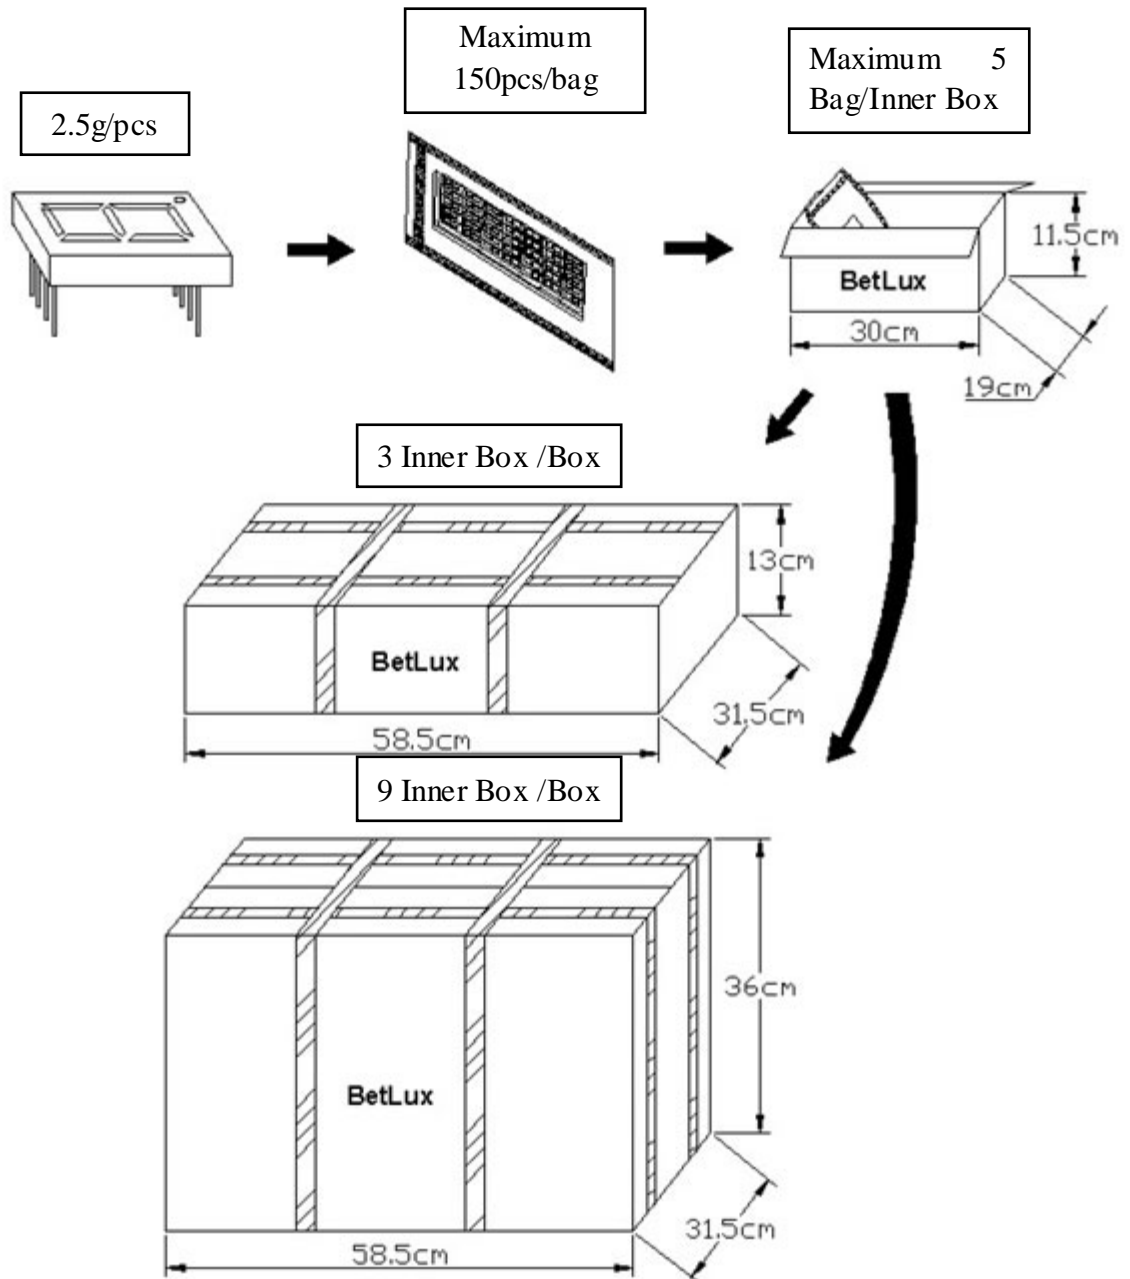 Maximum
150pcs/bag
Maximum 5
Bag/Inner Box
2.5g/pcs
11.5cm
BetLux
30cm
19cm
3 Inner Box /Box
13cm
BetLux
31.5cm
58.5cm
9 Inner Box /Box
36cm
BetLux
31.5cm
58.5cm